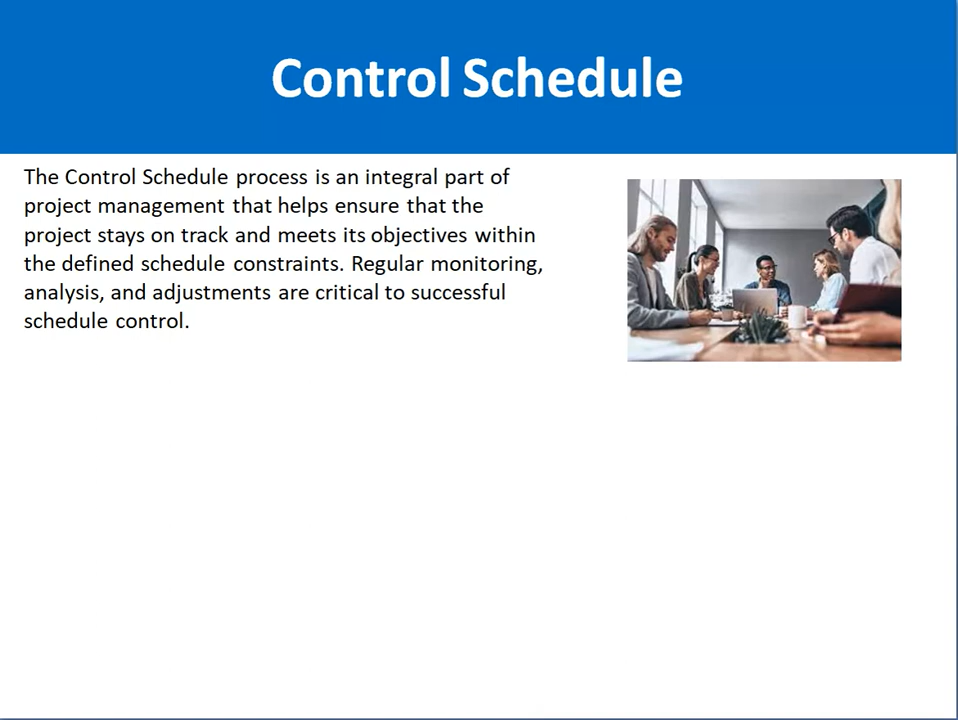 Control Schedule
The Control Schedule process is an integral part of
project management that helps ensure that the
project stays on track and meets its objectives within
the defined schedule constraints. Regular monitoring,
analysis, and adjustments are critical to successful
schedule control.